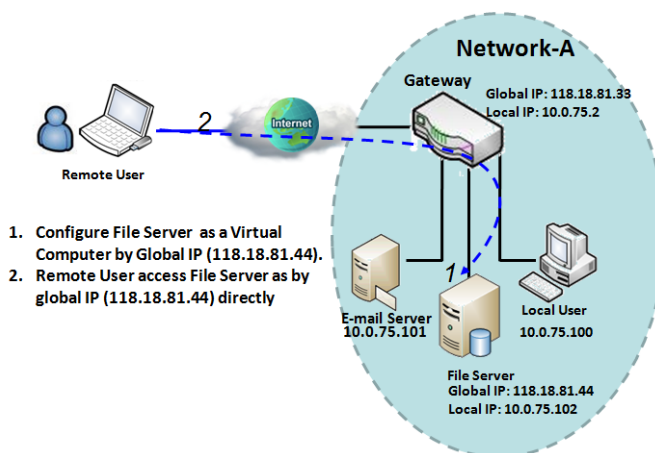 Network-A
Gateway
Global IP: 118.18.81.33
Local IP: 10.0.75.2
2
Internet
Remote User
1. Configure File Server as a Virtual
Computer by Global IP (118.18.81.44).
2. Remote User access File Server as by
global IP (118.18.81.44) directly
1
E-mail Server
10.0.75.101
Local User
10.0.75.100
File Server
Global IP: 118.18.81.44
Local IP: 10.0.75.102